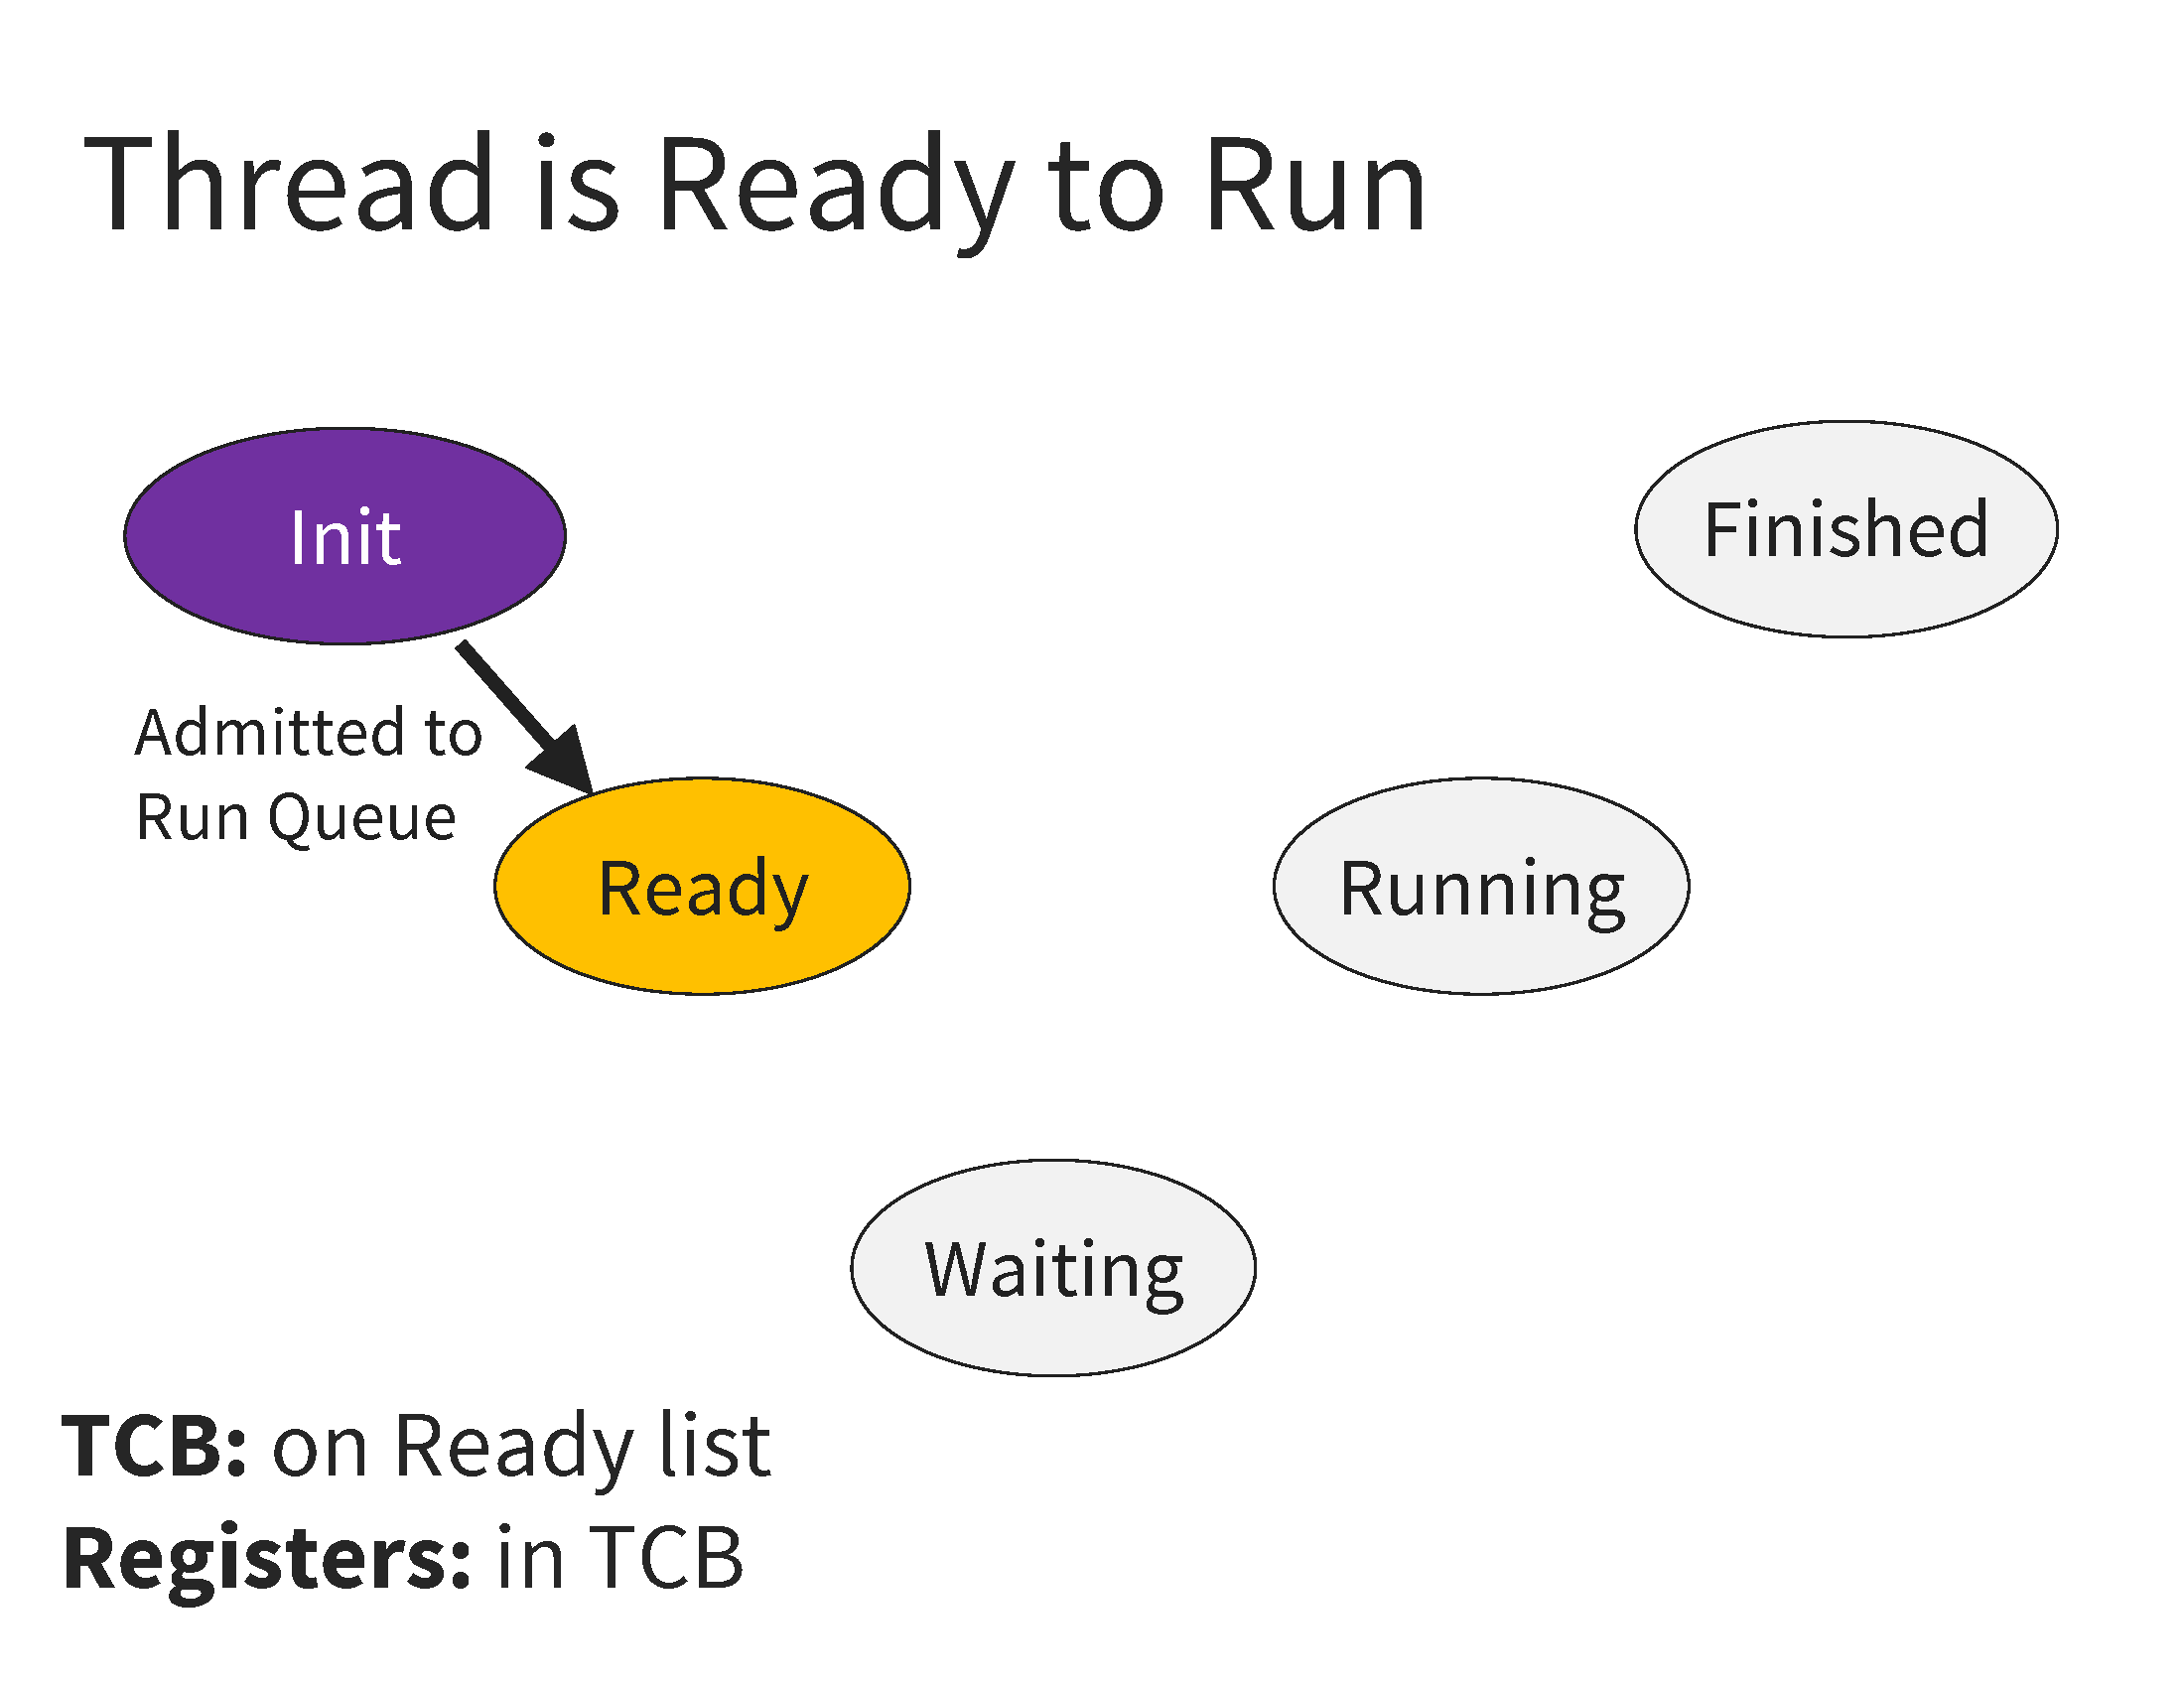 Thread is Ready to Run
Init
Finished
Admitted to
Run Queue
Ready
Running
Waiting
TCB: on Ready list
Registers: in TCB